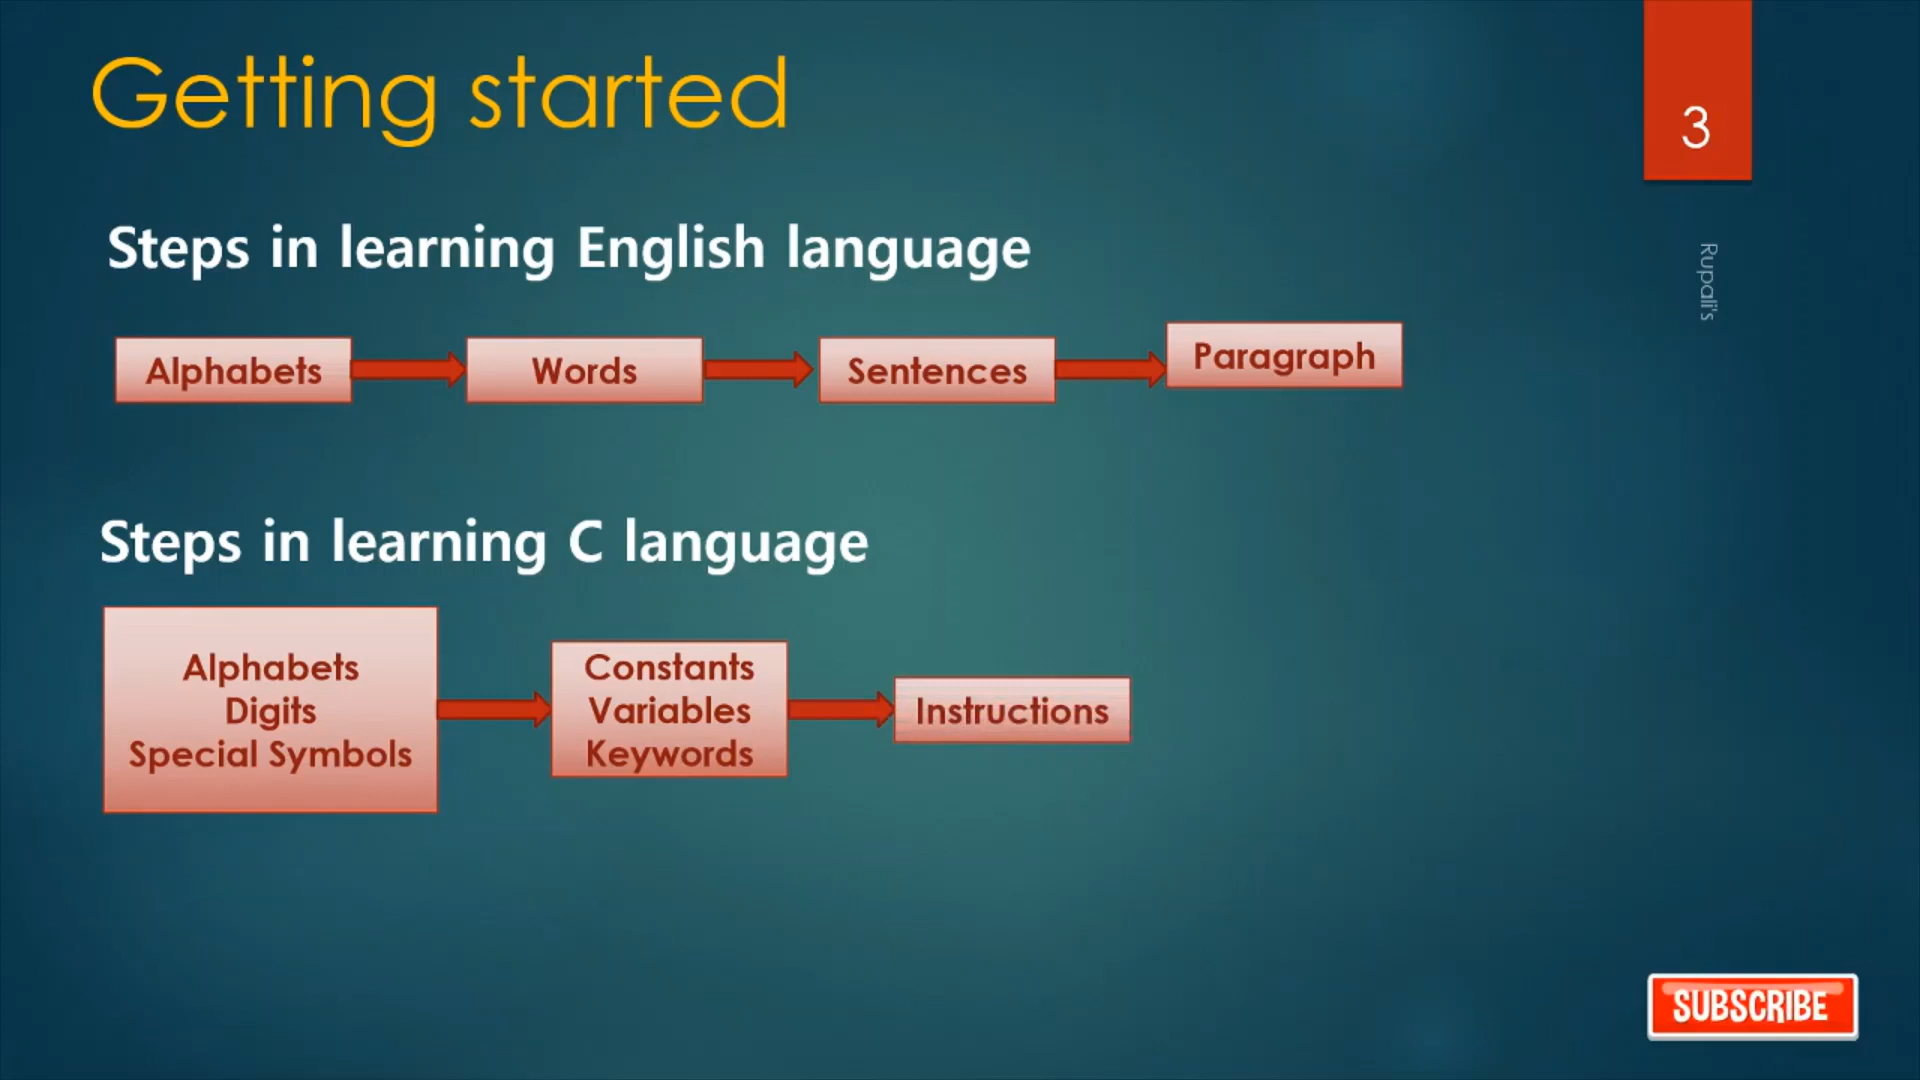 Getting started
3
Rupali's
Steps in learning English language
Alphabets
Words
Sentences
Paragraph
Steps in learning C language
Alphabets
Digits
Special Symbols
Constants
Variables
Keywords
Instructions
SUBSCRIBE